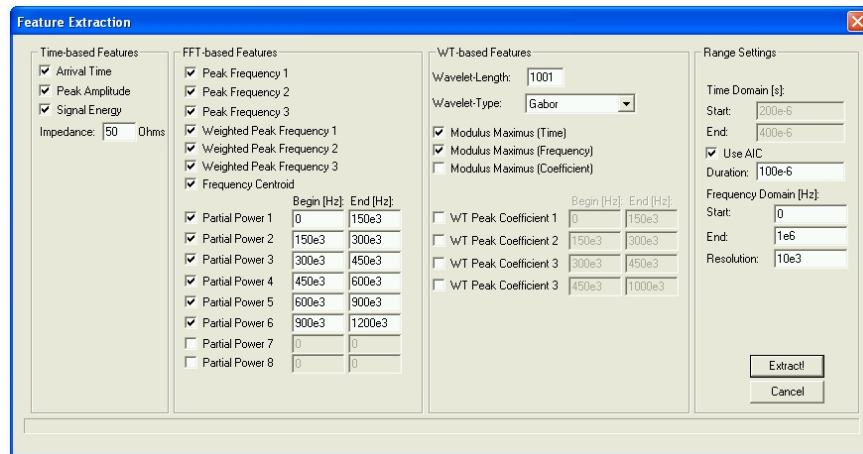 Feature Extraction
Time-based Features
Arrival Time
Peak Amplitude
Signal Energy
Impedance: 50 Ohms
FFT-based Features
Peak Frequency 1
Peak Frequency 2
Peak Frequency 3
Weighted Peak Frequency 1
Weighted Peak Frequency 2
Weighted Peak Frequency 3
Frequency Centroid
Begin [Hz]: End [Hz]:
Partial Power 1 0 150e3
Partial Power 2 150e3 300e3
Partial Power 3 300e3 450e3
Partial Power 4 450e3 600e3
Partial Power 5 600e3 900e3
Partial Power 6 900e3 1200e3
Partial Power 7 0 0
Partial Power 8 0 0
WT-based Features
Wavelet-Length: 1001
Wavelet-Type: Gabor
Modulus Maximus (Time)
Modulus Maximus (Frequency)
Modulus Maximus (Coefficient)
Begin [Hz]: End [Hz]:
WT Peak Coefficient 1 0 150e3
WT Peak Coefficient 2 150e3 300e3
WT Peak Coefficient 3 300e3 450e3
WT Peak Coefficient 3 450e3 1000e3
Range Settings
Time Domain [s]:
Start: 200e-6
End: 400e-6
Use AIC
Duration: 100e-6
Frequency Domain [Hz]:
Start: 0
End: 1e6
Resolution: 10e3
Extract!
Cancel